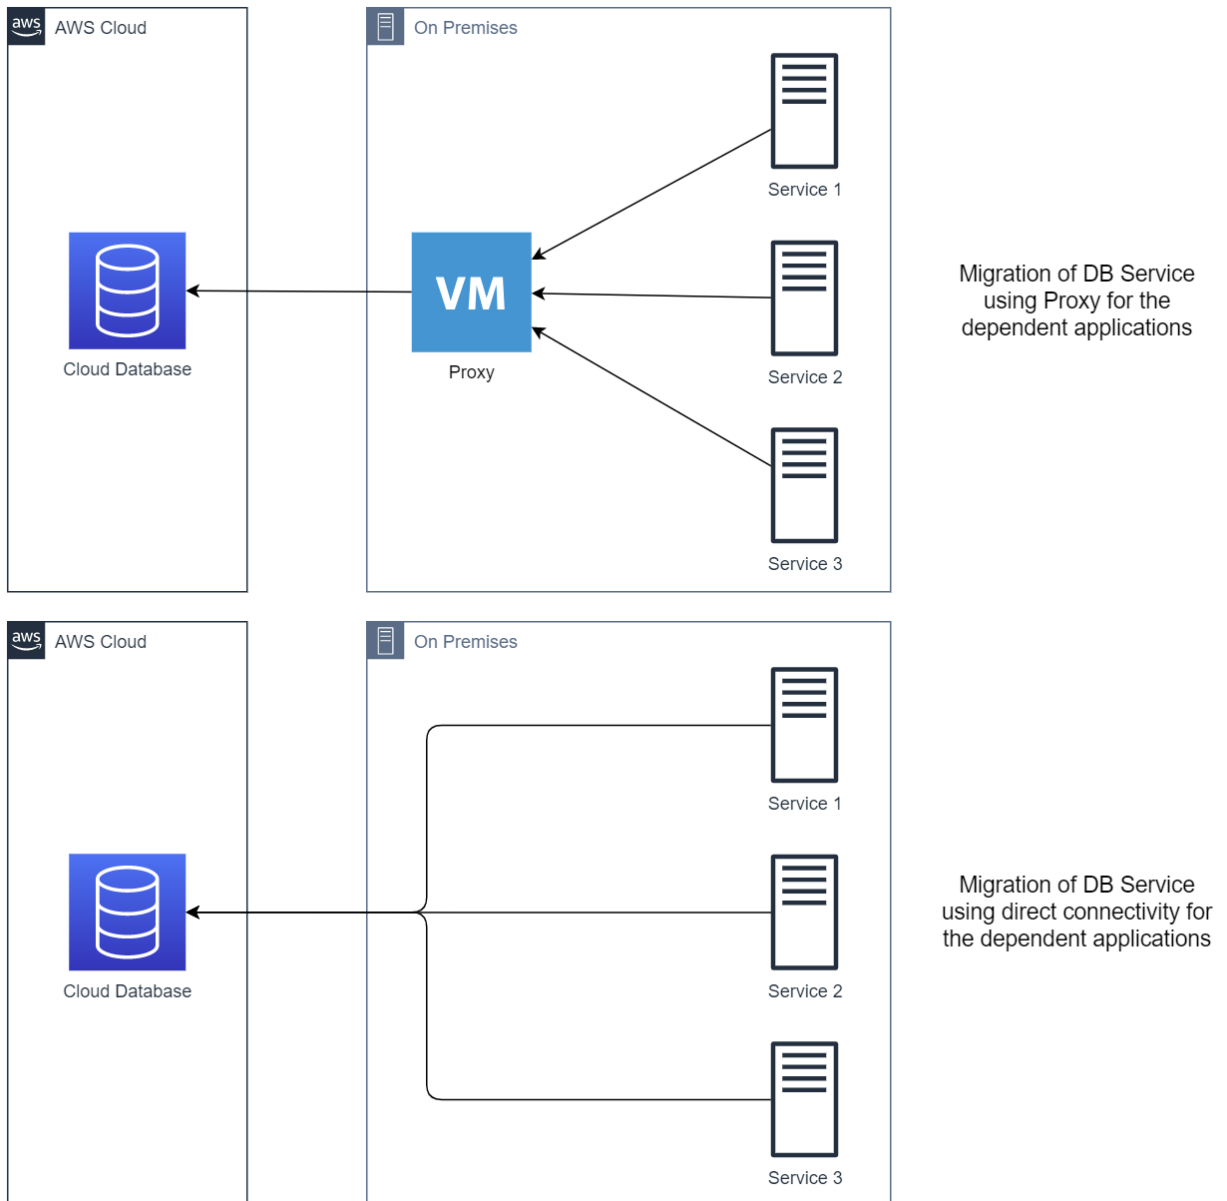 aws
AWS Cloud
On Premises
Service 1
VM
Cloud Database
Proxy
Service 2
Service 3
Migration of DB Service
using Proxy for the
dependent applications
aws
AWS Cloud
On Premises
Service 1
Cloud Database
Service 2
Service 3
Migration of DB Service
using direct connectivity for
the dependent applications